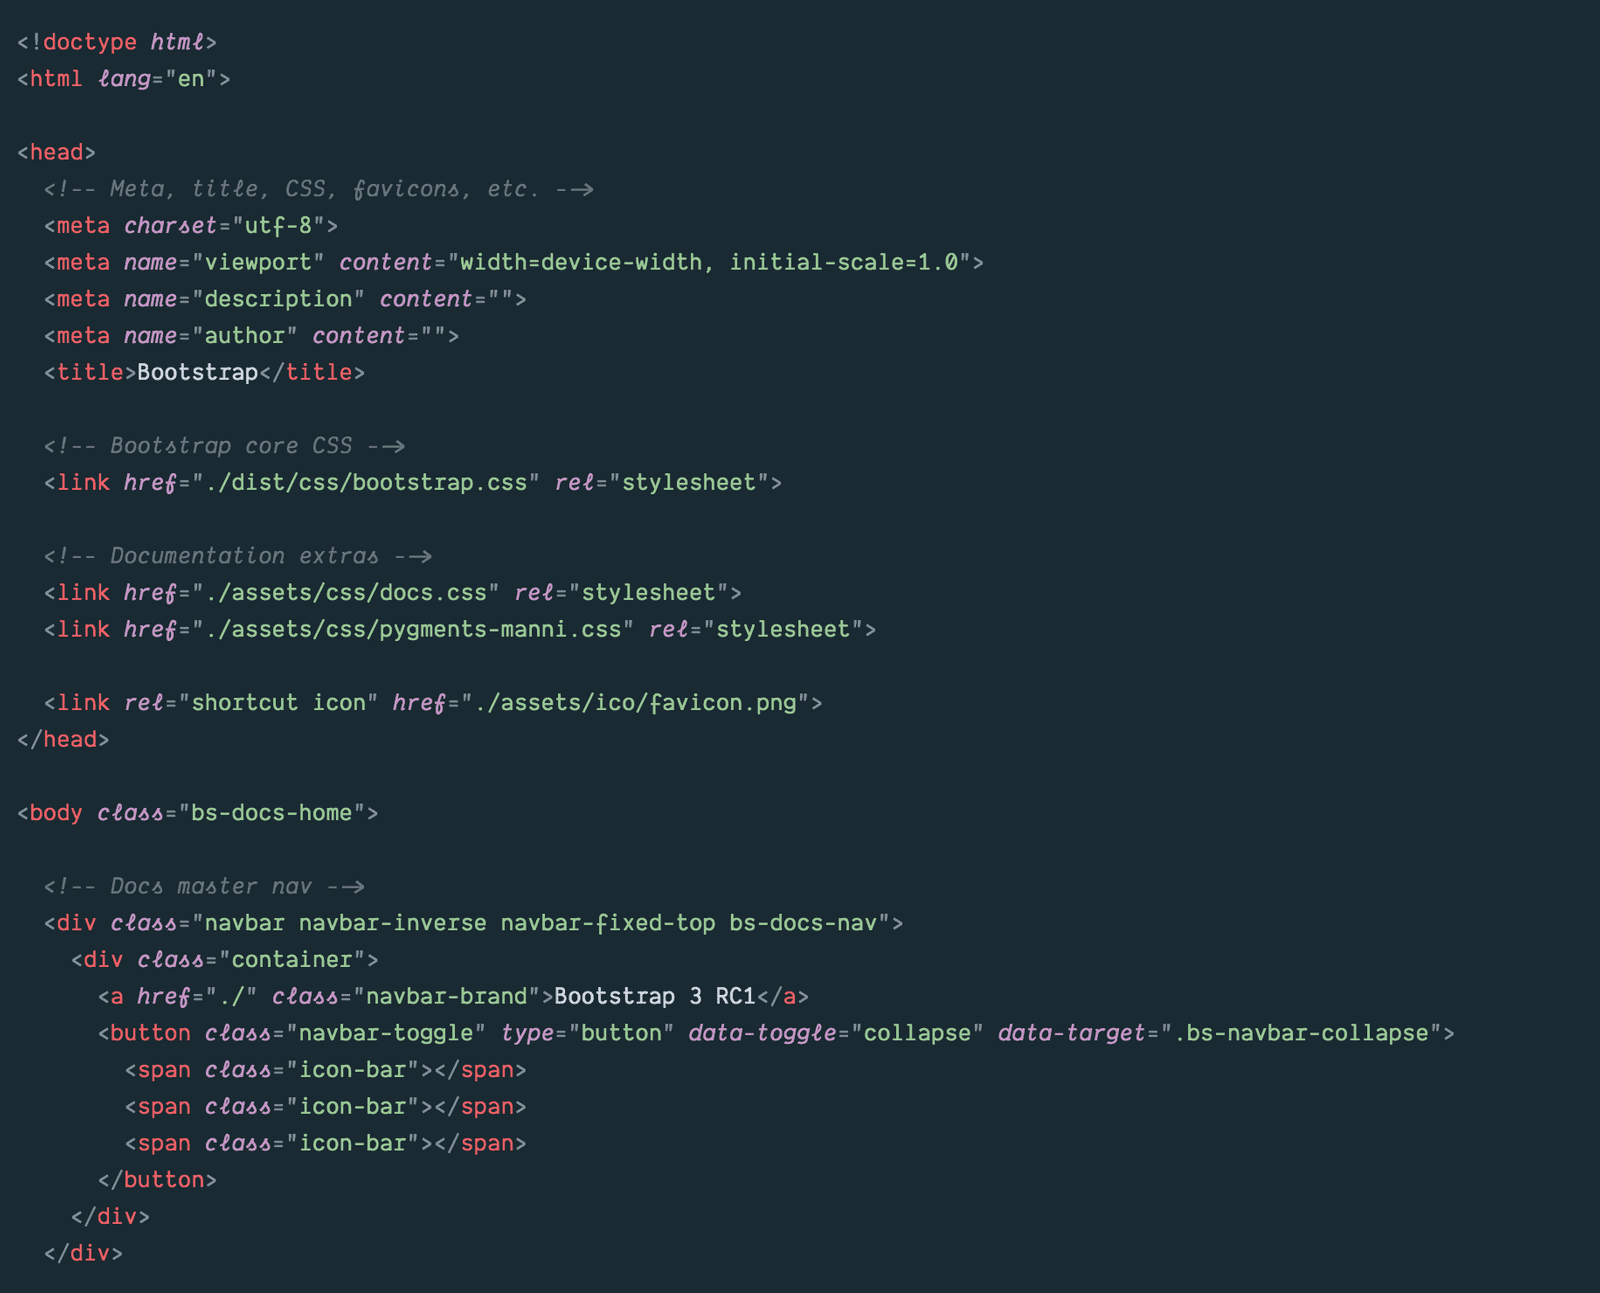 <!doctype html>
<html lang="en">

<head>
  <!-- Meta, title, CSS, favicons, etc. -->
  <meta charset="utf-8">
  <meta name="viewport" content="width=device-width, initial-scale=1.0">
  <meta name="description" content="">
  <meta name="author" content="">
  <title>Bootstrap</title>

  <!-- Bootstrap core CSS -->
  <link href="./dist/css/bootstrap.css" rel="stylesheet">

  <!-- Documentation extras -->
  <link href="./assets/css/docs.css" rel="stylesheet">
  <link href="./assets/css/pygments-manni.css" rel="stylesheet">

  <link rel="shortcut icon" href="./assets/ico/favicon.png">
</head>

<body class="bs-docs-home">

  <!-- Docs master nav -->
  <div class="navbar navbar-inverse navbar-fixed-top bs-docs-nav">
    <div class="container">
      <a href="./" class="navbar-brand">Bootstrap 3 RC1</a>
      <button class="navbar-toggle" type="button" data-toggle="collapse" data-target=".bs-navbar-collapse">
        <span class="icon-bar"></span>
        <span class="icon-bar"></span>
        <span class="icon-bar"></span>
      </button>
    </div>
  </div>